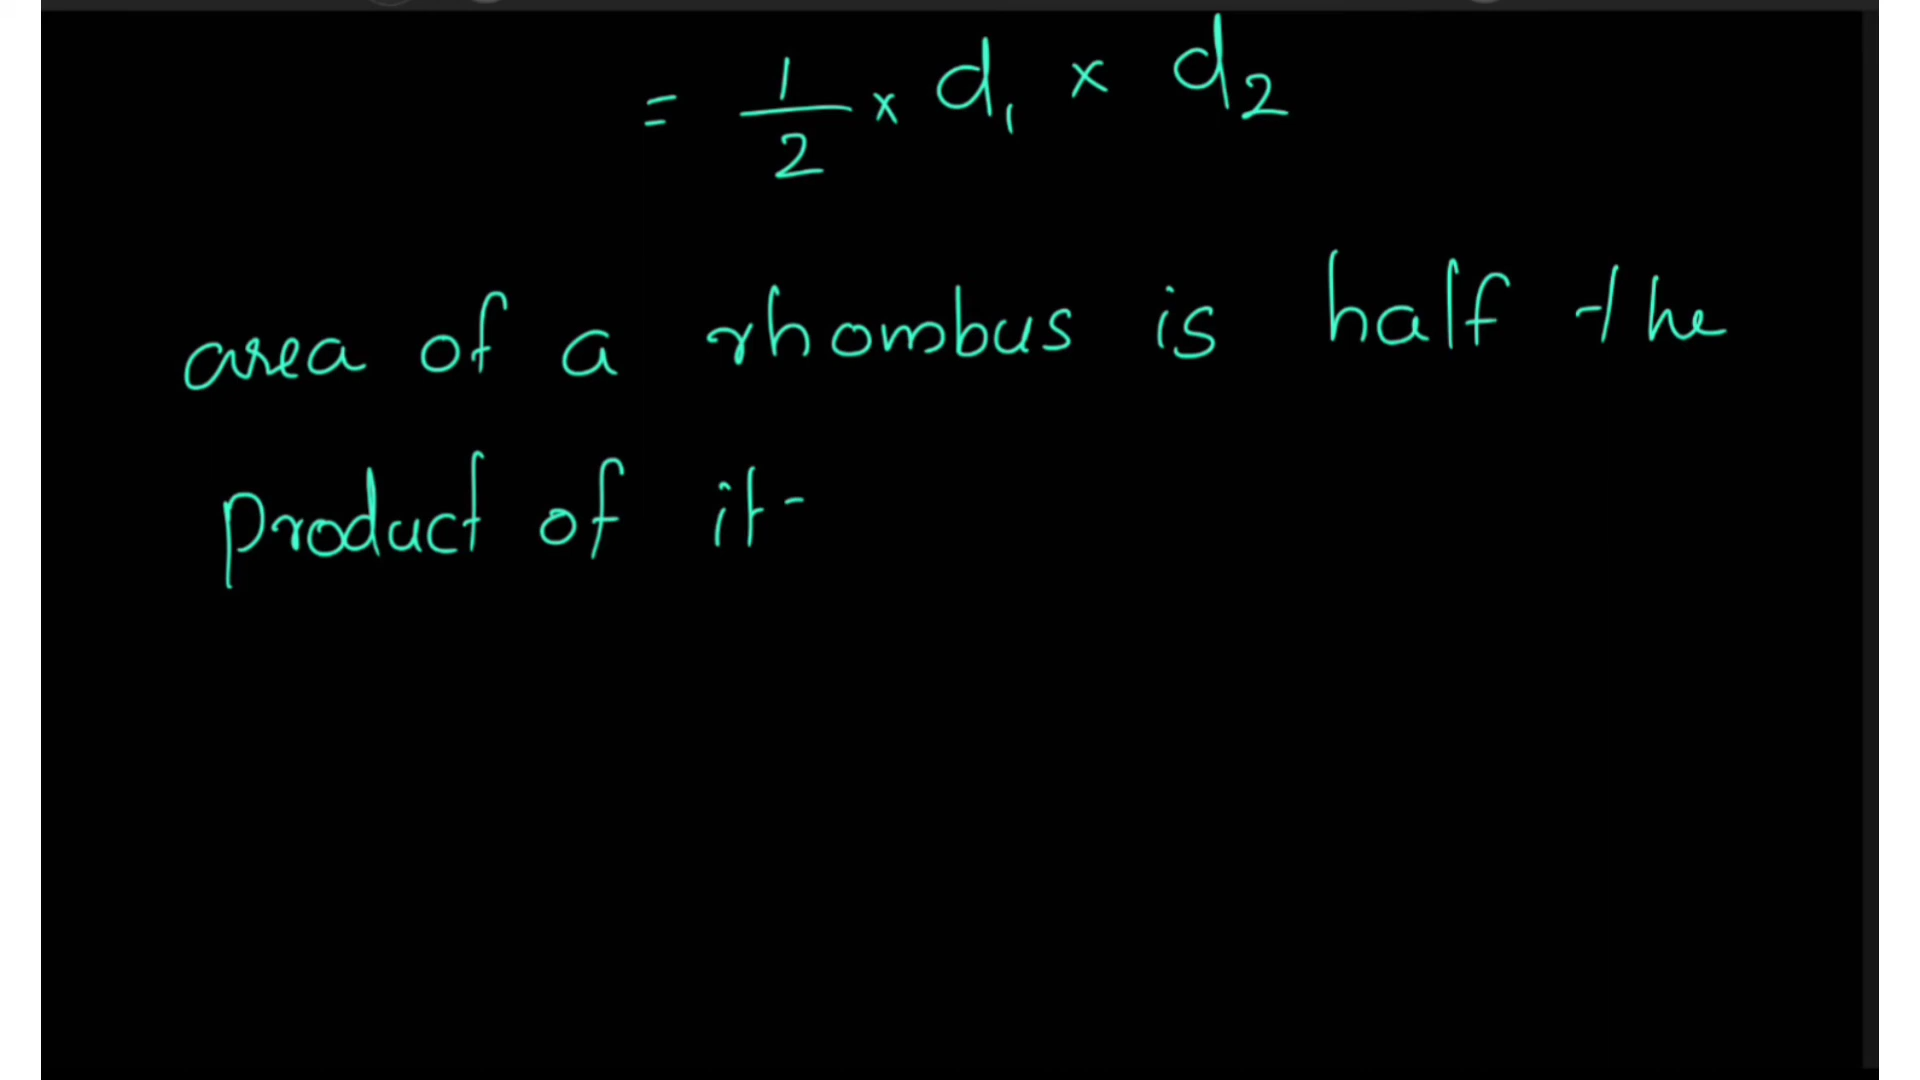 = 1/2 × d₁ × d₂
area of a rhombus is half the
product of it-